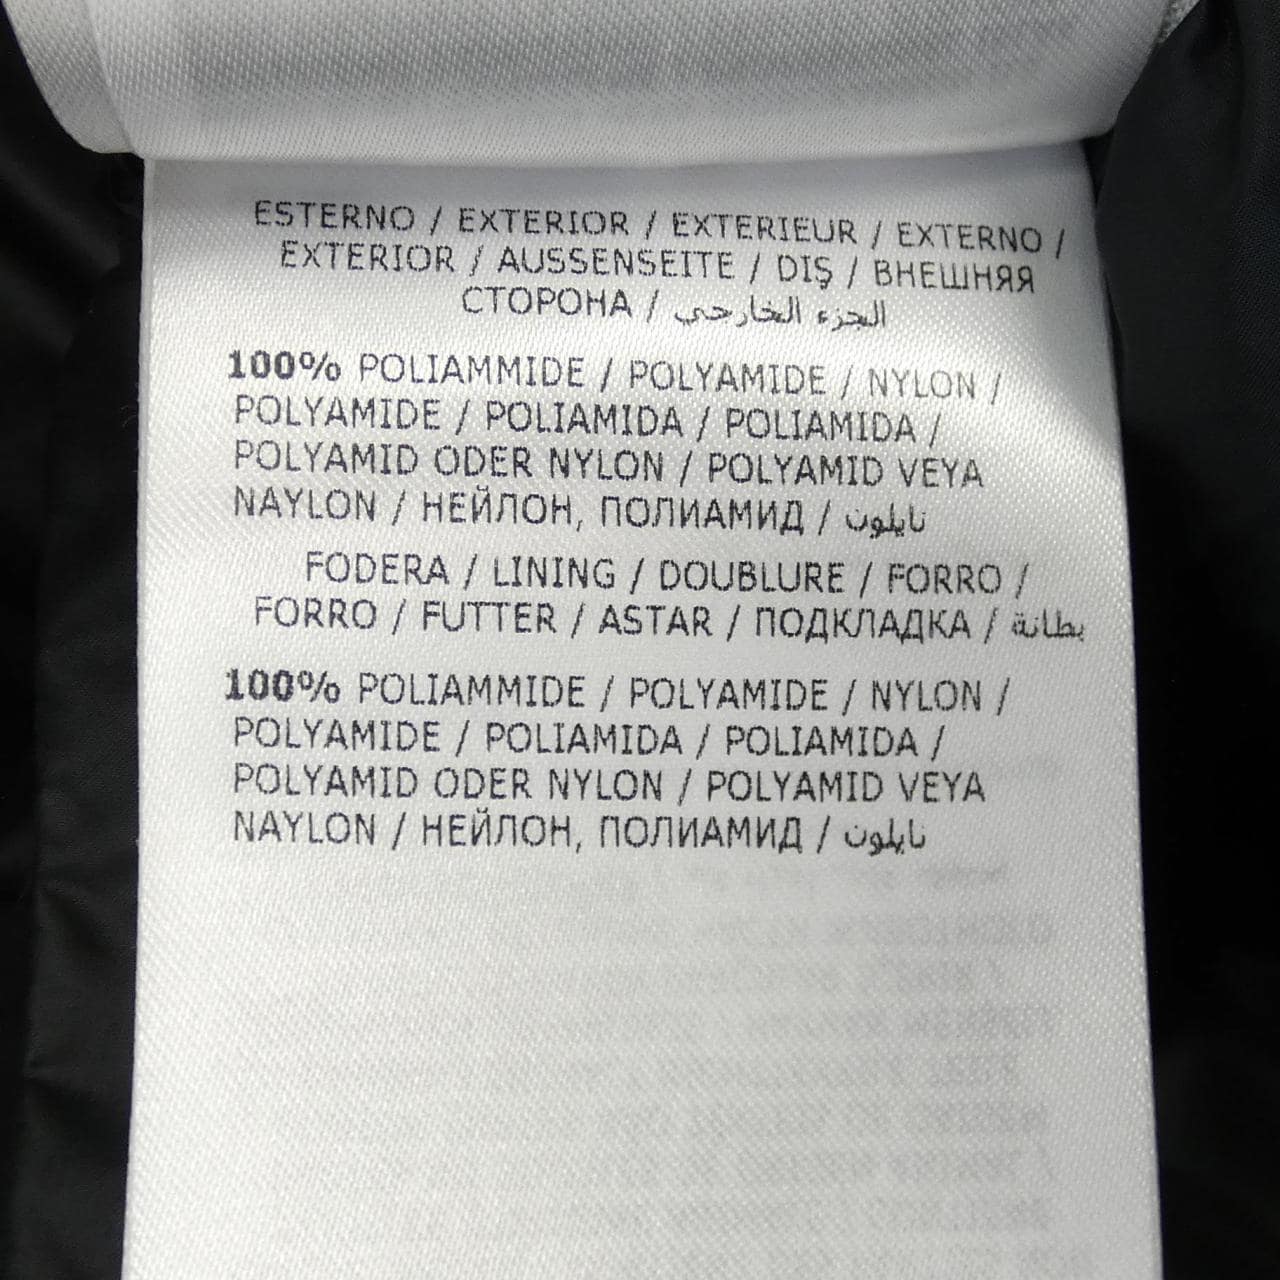 ESTERNO / EXTERIOR / EXTERIEUR / EXTERNO /
EXTERIOR / AUSSENSEITE / DIŞ / ВНЕШНЯЯ
СТОРОНА / الجزء الخارجي
100% POLIAMMIDE / POLYAMIDE / NYLON /
POLYAMIDE / POLIAMIDA / POLIAMIDA /
POLYAMID ODER NYLON / POLYAMID VEYA
NAYLON / НЕЙЛОН, ПОЛИАМИД / نايلون
FODERA / LINING / DOUBLURE / FORRO /
FORRO / FUTTER / ASTAR / ПОДКЛАДКА / بطانة
100% POLIAMMIDE / POLYAMIDE / NYLON /
POLYAMIDE / POLIAMIDA / POLIAMIDA /
POLYAMID ODER NYLON / POLYAMID VEYA
NAYLON / НЕЙЛОН, ПОЛИАМИД / نايلون